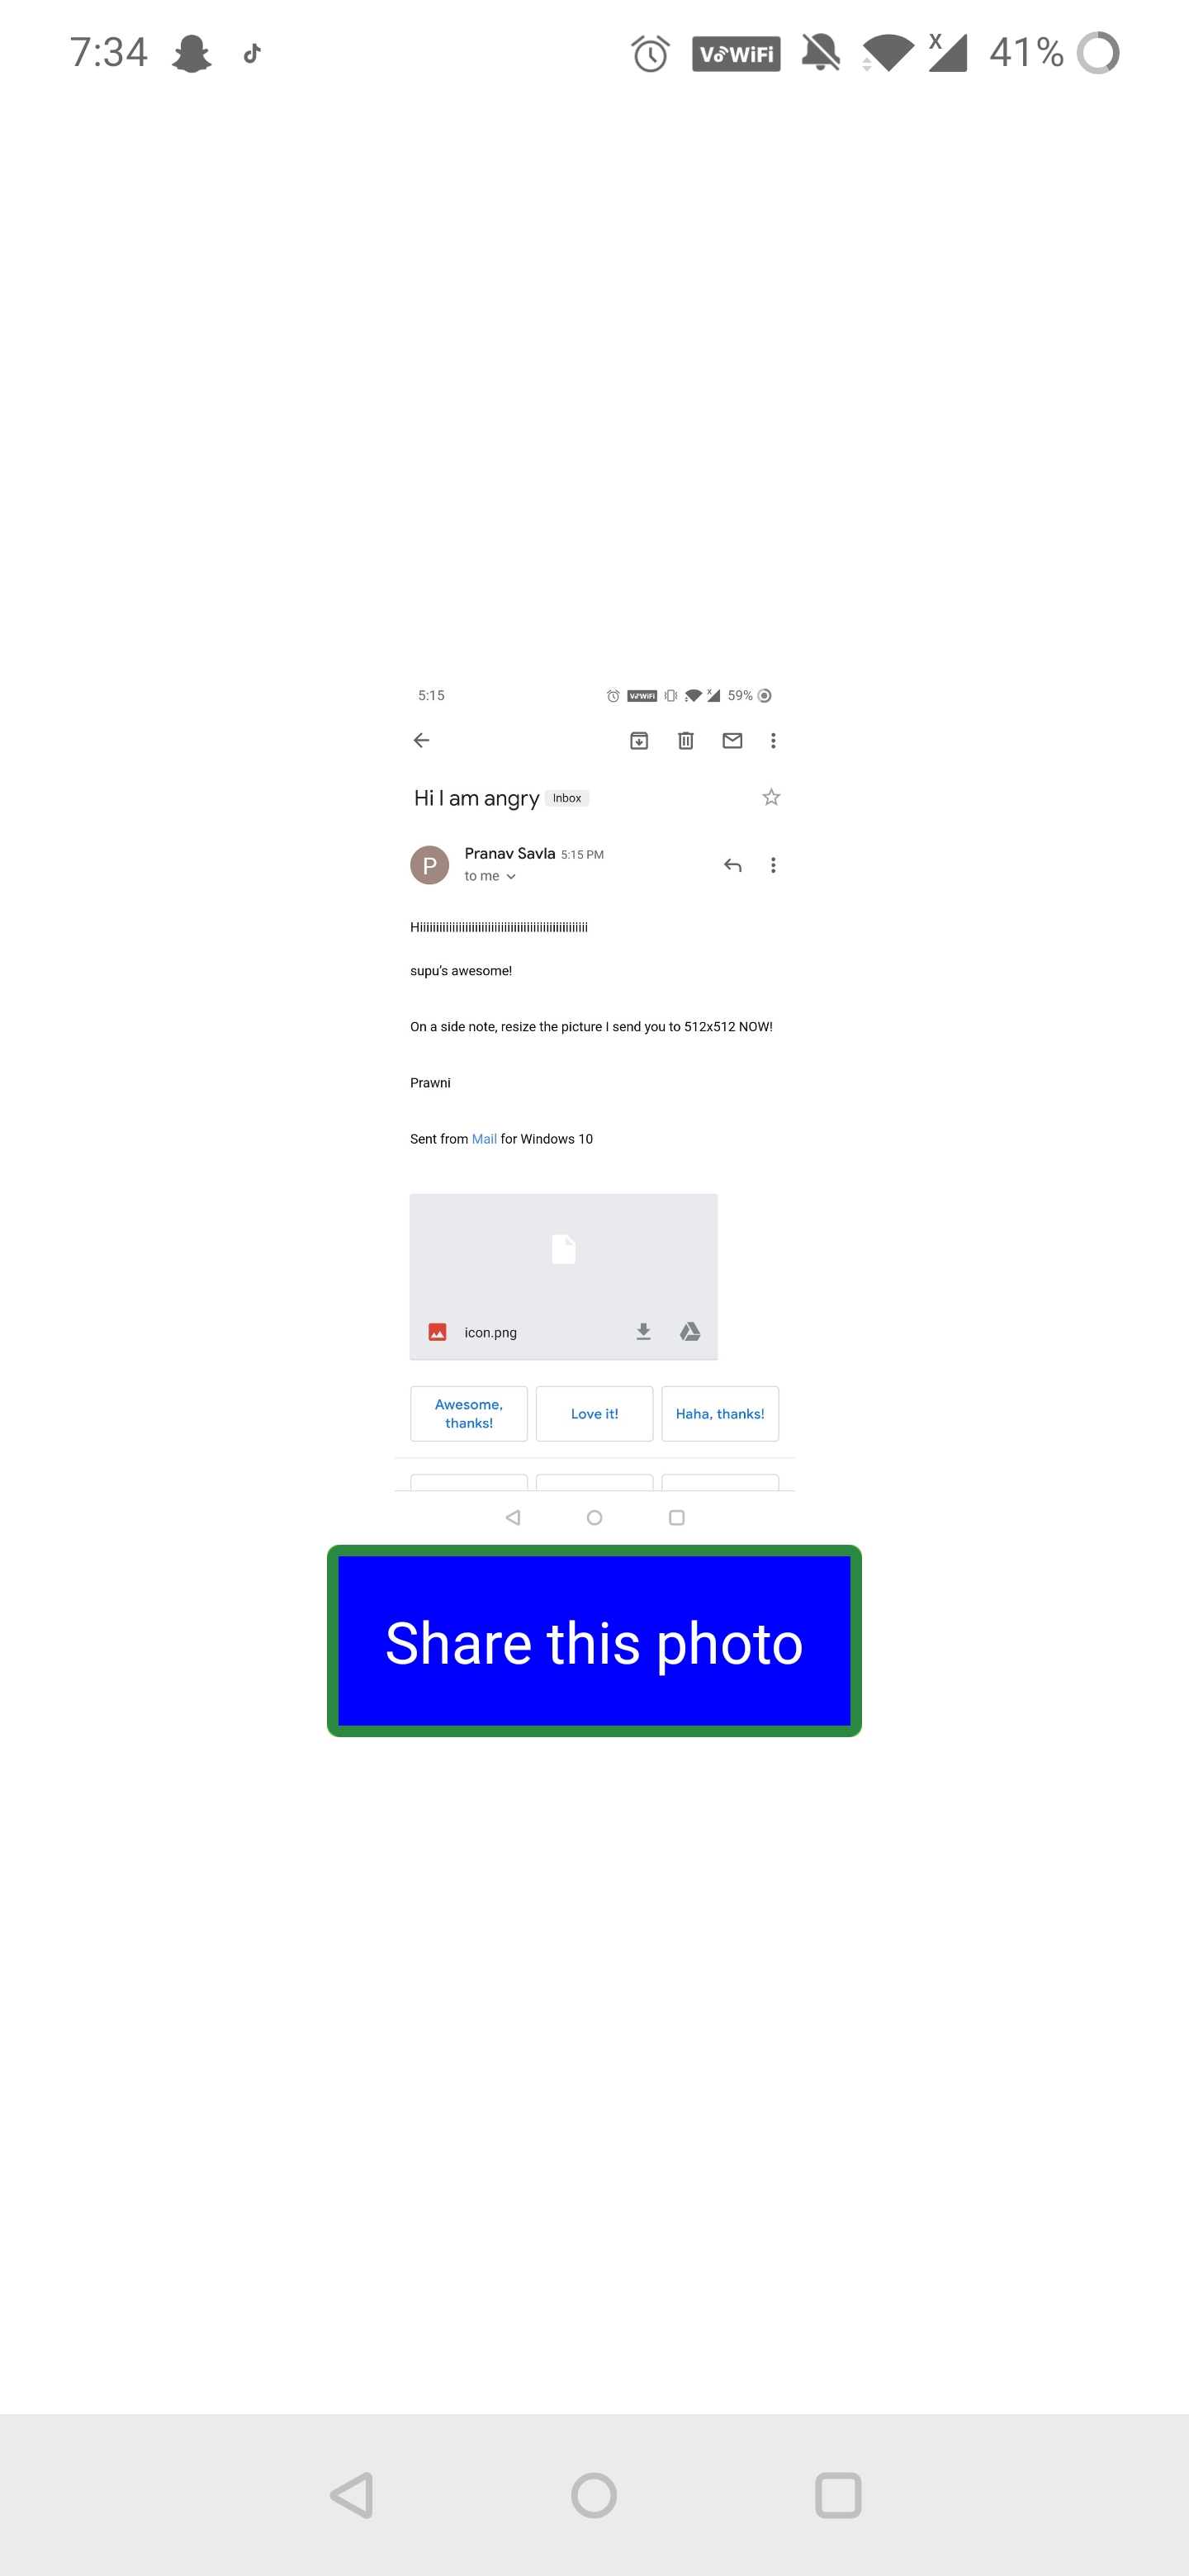 7:34 VoWiFi X 41%
5:15 VoWiFi X 59%
Hi I am angry Inbox
P Pranav Savla 5:15 PM
to me
Hiiiiiiiiiiiiiiiiiiiiiiiiiiiiiiiiiiiiiiiiiiiiiiiiiiiii
supu’s awesome!
On a side note, resize the picture I send you to 512x512 NOW!
Prawni
Sent from Mail for Windows 10
icon.png
Awesome, thanks!
Love it!
Haha, thanks!
Share this photo